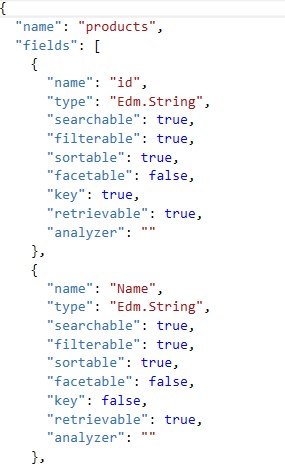 {
  "name": "products",
  "fields": [
    {
      "name": "id",
      "type": "Edm.String",
      "searchable": true,
      "filterable": true,
      "sortable": true,
      "facetable": false,
      "key": true,
      "retrievable": true,
      "analyzer": ""
    },
    {
      "name": "Name",
      "type": "Edm.String",
      "searchable": true,
      "filterable": true,
      "sortable": true,
      "facetable": false,
      "key": false,
      "retrievable": true,
      "analyzer": ""
    },